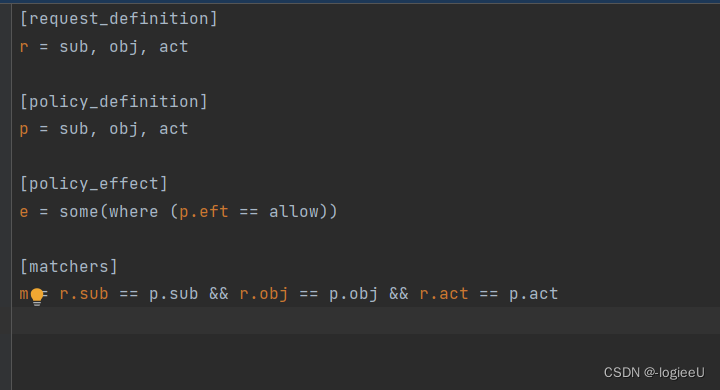 [request_definition]
r = sub, obj, act
[policy_definition]
p = sub, obj, act
[policy_effect]
e = some(where (p.eft == allow))
[matchers]
m = r.sub == p.sub && r.obj == p.obj && r.act == p.act
CSDN @-logieeU